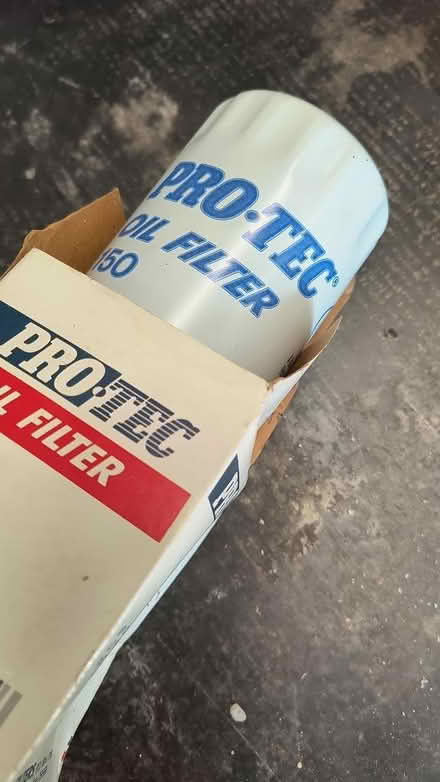 PRO·TEC®
OIL FILTER
150
PRO·TEC
IL FILTER